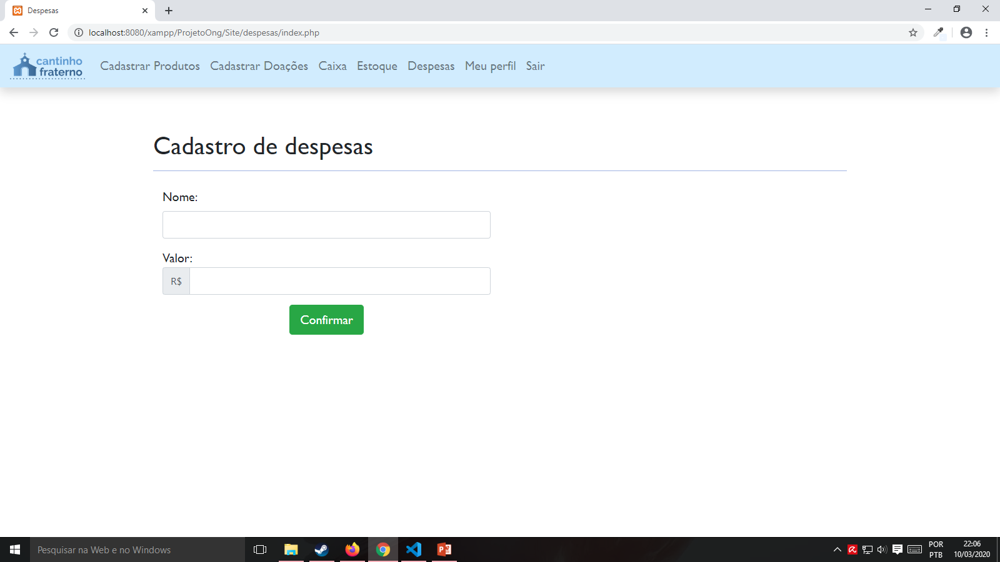 Despesas
localhost:8080/xampp/ProjetoOng/Site/despesas/index.php
cantinho
fraterno
Cadastrar Produtos Cadastrar Doações Caixa Estoque Despesas Meu perfil Sair
Cadastro de despesas
Nome:
Valor:
R$
Confirmar
Pesquisar na Web e no Windows
POR
PTB
22:06
10/03/2020